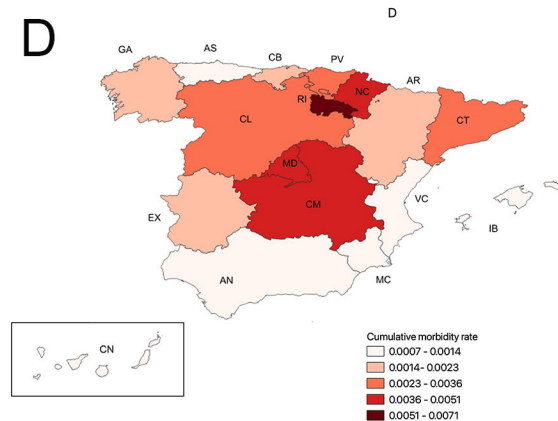 D
D
GA
AS
CB
PV
NC
AR
RI
CL
CT
MD
CM
VC
EX
IB
AN
MC
CN
Cumulative morbidity rate
0.0007 - 0.0014
0.0014- 0.0023
0.0023 - 0.0036
0.0036 - 0.0051
0.0051 - 0.0071